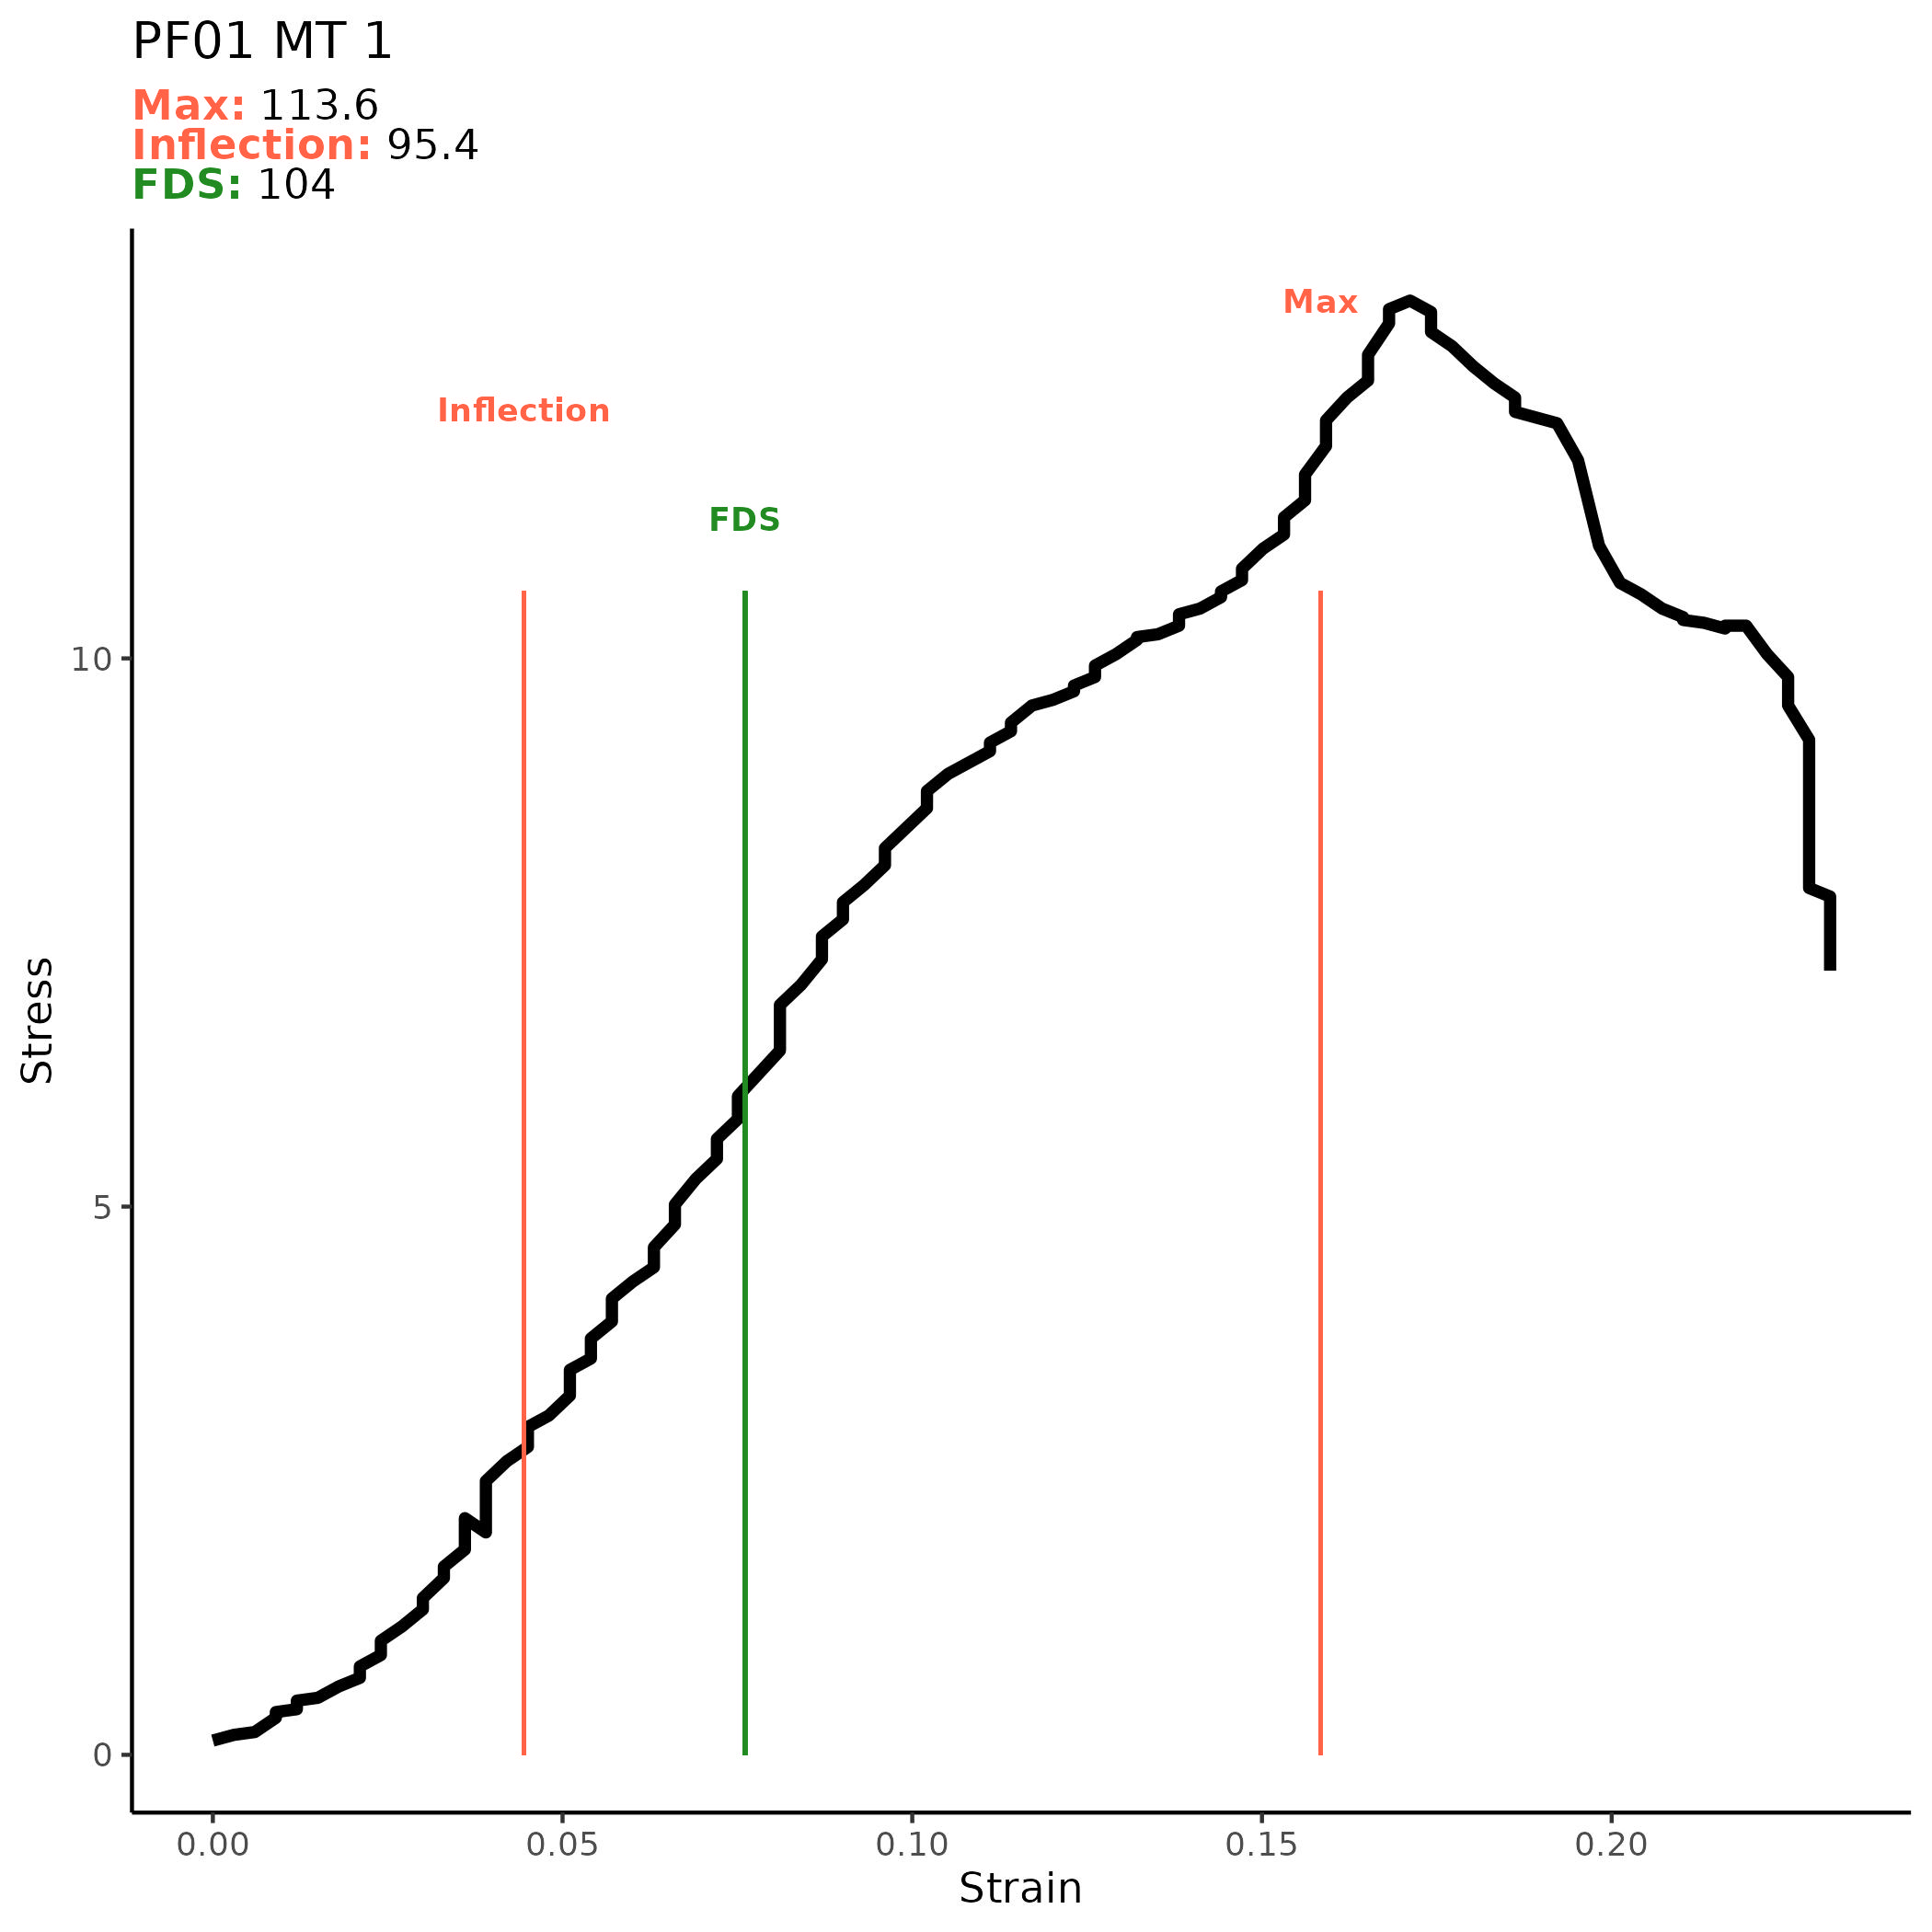 PF01 MT 1
Max: 113.6
Inflection: 95.4
FDS: 104
Max
Inflection
FDS
10
5
0
Stress
0.00 0.05 0.10 0.15 0.20
Strain